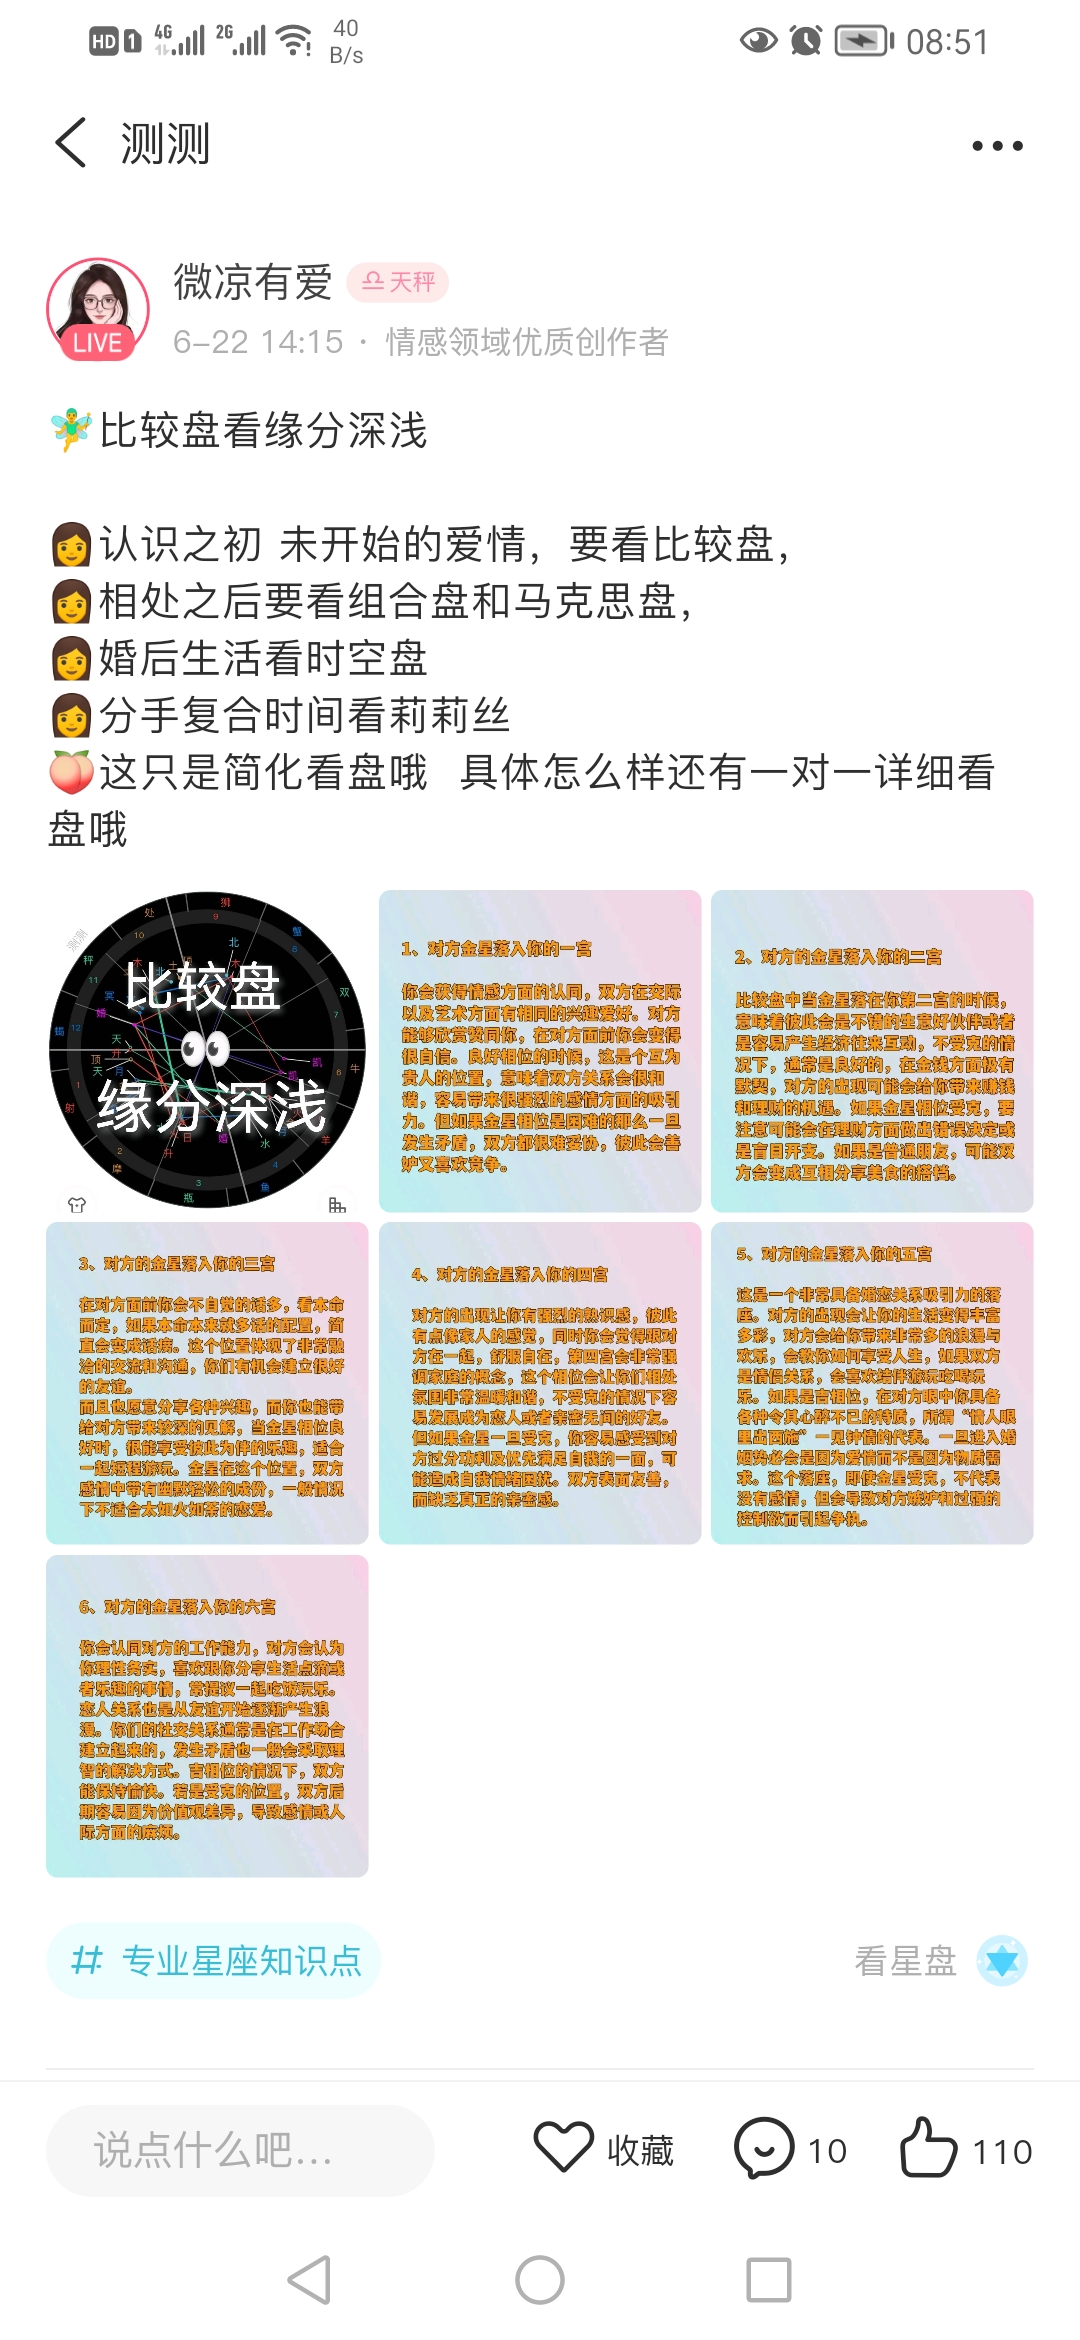 HD 1 4G 2G 40 B/s 08:51
测测
微凉有爱 天秤
LIVE
6-22 14:15 · 情感领域优质创作者
比较盘看缘分深浅
认识之初 未开始的爱情，要看比较盘，
相处之后要看组合盘和马克思盘，
婚后生活看时空盘
分手复合时间看莉莉丝
这只是简化看盘哦 具体怎么样还有一对一详细看
盘哦
比较盘
缘分深浅
1、对方金星落入你的一宫
你会获得情感方面的认同，双方在交际
以及艺术方面有相同的兴趣爱好。对方
能够欣赏赞同你，在对方面前你会变得
很自信。良好相位的时候，这是个互为
贵人的位置，意味着双方关系会很和
谐，容易带来很强烈的感情方面的吸引
力。但如果金星相位是困难的那么一旦
发生矛盾，双方都很难妥协，彼此会善
妒又喜欢竞争。
2、对方的金星落入你的二宫
比较盘中当金星落在你第二宫的时候，
意味着彼此会是不错的生意好伙伴或者
是容易产生经济往来互动，不受克的情
况下，通常是良好的，在金钱方面极有
默契，对方的出现可能会给你带来赚钱
和理财的机遇。如果金星相位受克，要
注意可能会在理财方面做出错误决定或
是盲目开支。如果是普通朋友，可能双
方会变成互相分享美食的搭档。
3、对方的金星落入你的三宫
在对方面前你会不自觉的话多，看本命
而定，如果本命本来就多话的配置，简
直会变成话痨。这个位置体现了非常融
洽的交流和沟通，你们有机会建立很好
的友谊。
而且也愿意分享各种兴趣，而你也能带
给对方带来较深的见解，当金星相位良
好时，很能享受彼此为伴的乐趣，适合
一起短程游玩。金星在这个位置，双方
感情中带有幽默轻松的成份，一般情况
下不适合太如火如荼的恋爱。
4、对方的金星落入你的四宫
对方的出现让你有强烈的熟识感，彼此
有点像家人的感觉，同时你会觉得跟对
方在一起，舒服自在，第四宫会非常强
调家庭的概念，这个相位会让你们相处
氛围非常温暖和谐，不受克的情况下容
易发展成为恋人或者亲密无间的好友。
但如果金星一旦受克，你容易感受到对
方过分功利及优先满足自我的一面，可
能造成自我情绪困扰。双方表面友善，
而缺乏真正的亲密感。
5、对方的金星落入你的五宫
这是一个非常具备婚恋关系吸引力的落
座。对方的出现会让你的生活变得丰富
多彩，对方会给你带来非常多的浪漫与
欢乐，会教你如何享受人生，如果双方
是情侣关系，会喜欢结伴游玩吃喝玩
乐。如果是吉相位，在对方眼中你具备
各种令其心醉不已的特质，所谓“情人眼
里出西施”一见钟情的代表。一旦进入婚
姻势必会是因为爱情而不是因为物质需
求。这个落座，即使金星受克，不代表
没有感情，但会导致对方嫉妒和过强的
控制欲而引起争执。
6、对方的金星落入你的六宫
你会认同对方的工作能力，对方会认为
你理性务实，喜欢跟你分享生活点滴或
者乐趣的事情，常提议一起吃饭玩乐。
恋人关系也是从友谊开始逐渐产生浪
漫。你们的社交关系通常是在工作场合
建立起来的，发生矛盾也一般会采取理
智的解决方式。吉相位的情况下，双方
能保持愉快。若是受克的位置，双方后
期容易因为价值观差异，导致感情或人
际方面的麻烦。
# 专业星座知识点 看星盘
说点什么吧... 收藏 10 110